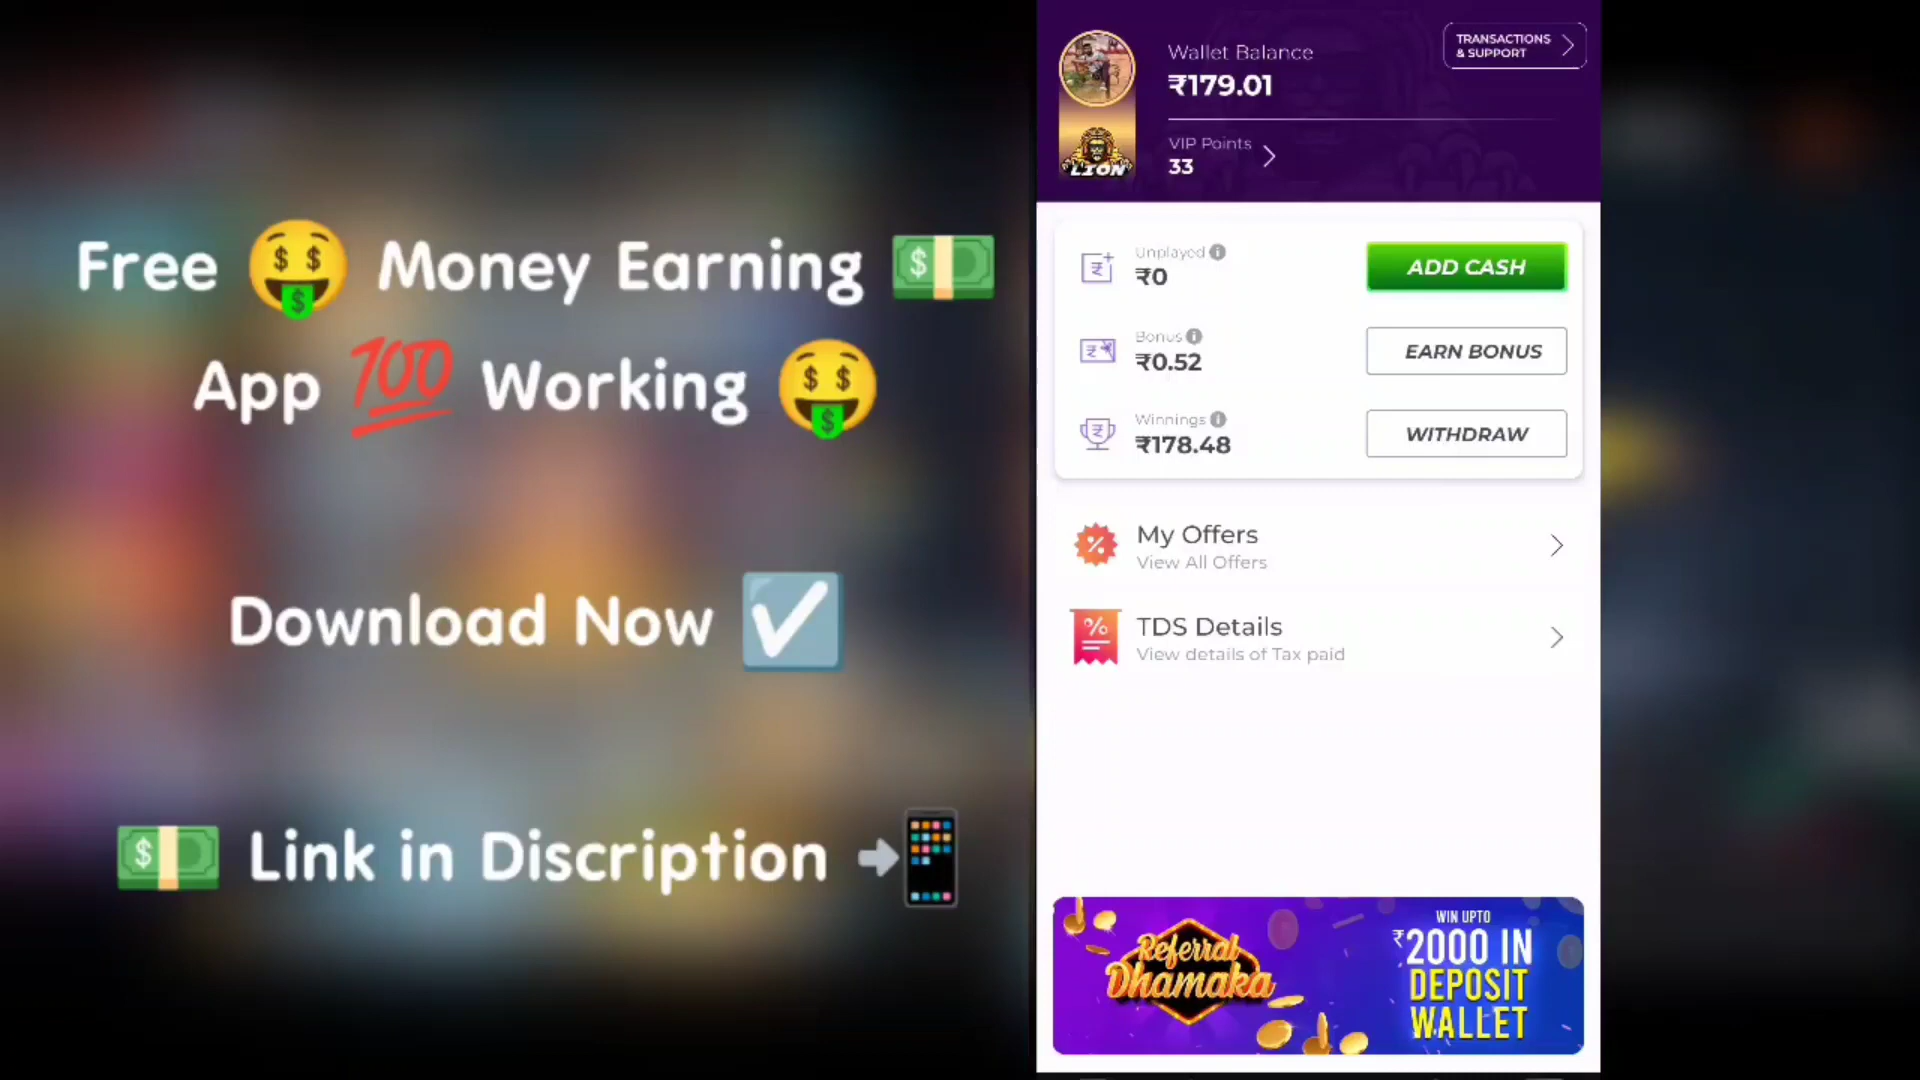 Free 🤑 Money Earning 💵
App 💯 Working 🤑
Download Now ☑️
💵 Link in Discription 📲
Wallet Balance
₹179.01
TRANSACTIONS
& SUPPORT
VIP Points
33
LION
Unplayed
₹0
ADD CASH
Bonus
₹0.52
EARN BONUS
Winnings
₹178.48
WITHDRAW
My Offers
View All Offers
TDS Details
View details of Tax paid
Referral
Dhamaka
WIN UPTO
₹2000 IN
DEPOSIT
WALLET